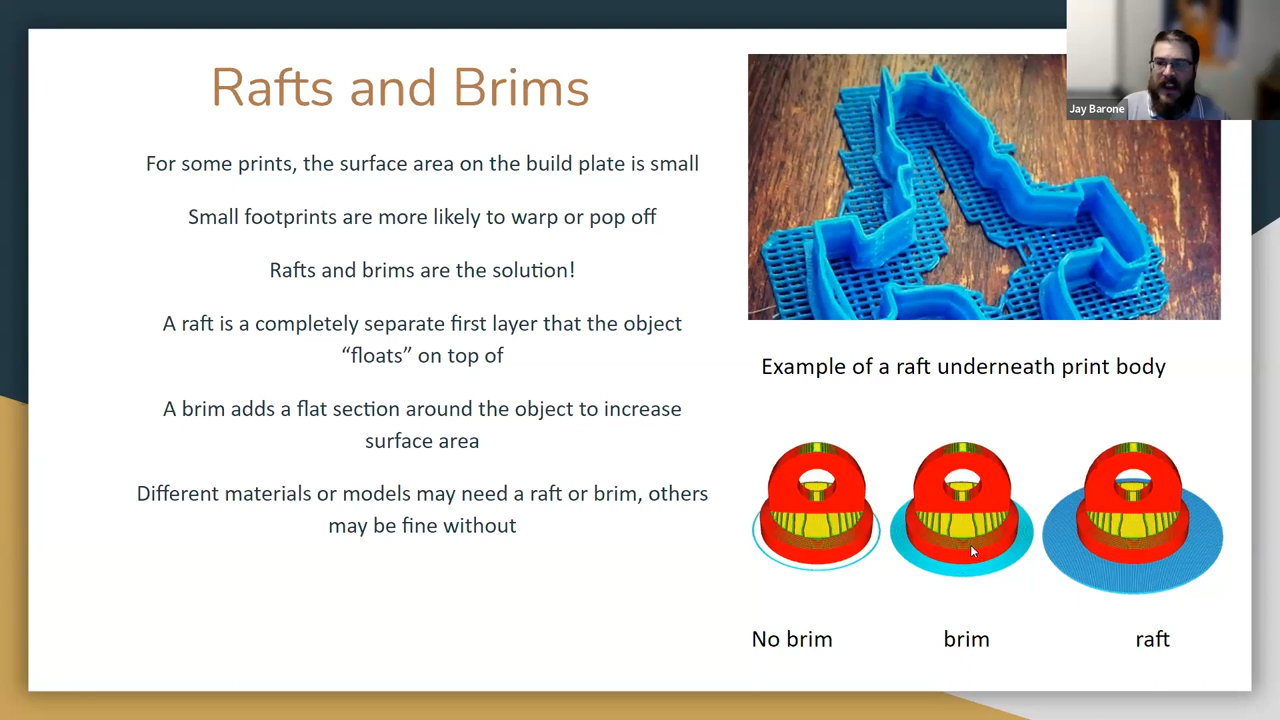 Rafts and Brims
For some prints, the surface area on the build plate is small
Small footprints are more likely to warp or pop off
Rafts and brims are the solution!
A raft is a completely separate first layer that the object
“floats” on top of
A brim adds a flat section around the object to increase
surface area
Different materials or models may need a raft or brim, others
may be fine without
Jay Barone
Example of a raft underneath print body
No brim
brim
raft